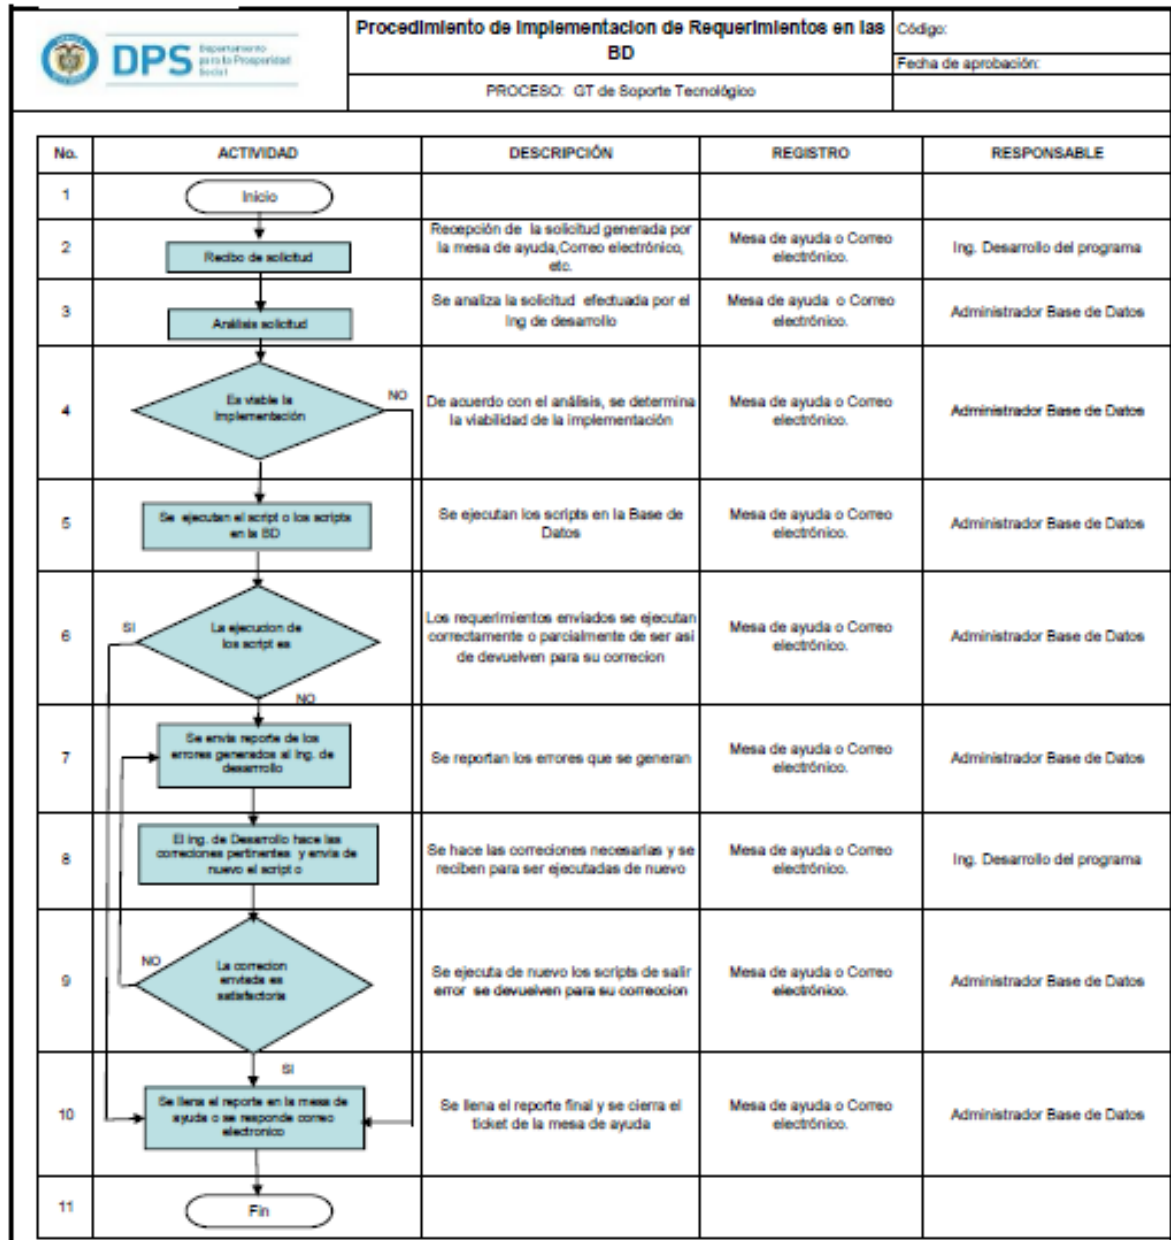 Procedimiento de Implementacion de Requerimientos en las
BD
Código:
Fecha de aprobación:
DPS
Departamento
para la Prosperidad
Social
PROCESO: GT de Soporte Tecnológico
No.
ACTIVIDAD
DESCRIPCIÓN
REGISTRO
RESPONSABLE
1
Inicio
2
Recibo de solicitud
Recepción de la solicitud generada por
la mesa de ayuda,Correo electrónico,
etc.
Mesa de ayuda o Correo
electrónico.
Ing. Desarrollo del programa
3
Análisis solicitud
Se analiza la solicitud efectuada por el
Ing de desarrollo
Mesa de ayuda o Correo
electrónico.
Administrador Base de Datos
4
Es viable la
implementación
NO
De acuerdo con el análisis, se determina
la viabilidad de la implementación
Mesa de ayuda o Correo
electrónico.
Administrador Base de Datos
5
Se ejecutan el script o los scripts
en la BD
Se ejecutan los scripts en la Base de
Datos
Mesa de ayuda o Correo
electrónico.
Administrador Base de Datos
6
SI
La ejecucion de
los script es
NO
Los requerimientos enviados se ejecutan
correctamente o parcialmente de ser asi
de devuelven para su correcion
Mesa de ayuda o Correo
electrónico.
Administrador Base de Datos
7
Se envia reporte de los
errores generados al Ing. de
desarrollo
Se reportan los errores que se generan
Mesa de ayuda o Correo
electrónico.
Administrador Base de Datos
8
El Ing. de Desarrollo hace las
correciones pertinentes y envia de
nuevo el script o
Se hace las correciones necesarias y se
reciben para ser ejecutadas de nuevo
Mesa de ayuda o Correo
electrónico.
Ing. Desarrollo del programa
9
NO
La correcion
enviada es
satisfactoria
SI
Se ejecuta de nuevo los scripts de salir
error se devuelven para su correccion
Mesa de ayuda o Correo
electrónico.
Administrador Base de Datos
10
Se llena el reporte en la mesa de
ayuda o se responde correo
electronico
Se llena el reporte final y se cierra el
ticket de la mesa de ayuda
Mesa de ayuda o Correo
electrónico.
Administrador Base de Datos
11
Fin